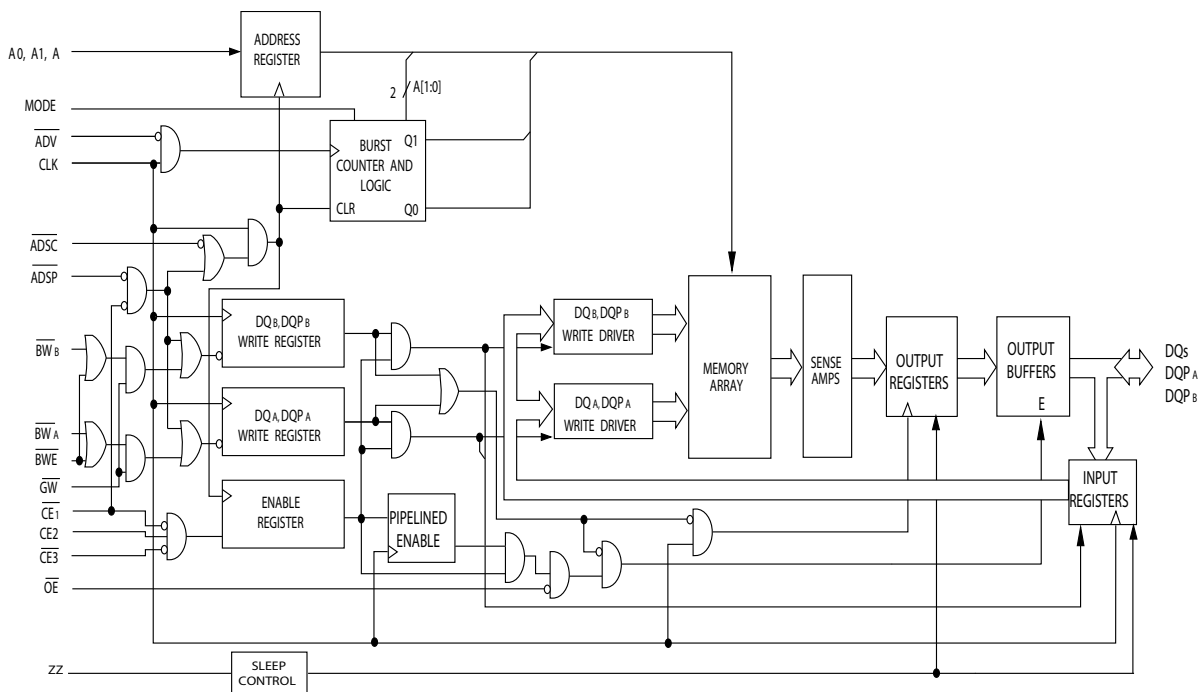 A0, A1, A
ADDRESS
REGISTER
MODE
2
A[1:0]
ADV
CLK
BURST
COUNTER AND
LOGIC
Q1
CLR
Q0
ADSC
ADSP
DQB, DQPB
WRITE REGISTER
DQB, DQPB
WRITE DRIVER
BWB
MEMORY
ARRAY
SENSE
AMPS
OUTPUT
REGISTERS
OUTPUT
BUFFERS
E
DQs
DQPA
DQPB
DQA, DQPA
WRITE REGISTER
DQA, DQPA
WRITE DRIVER
BWA
BWE
GW
CE1
CE2
CE3
ENABLE
REGISTER
PIPELINED
ENABLE
INPUT
REGISTERS
OE
ZZ
SLEEP
CONTROL